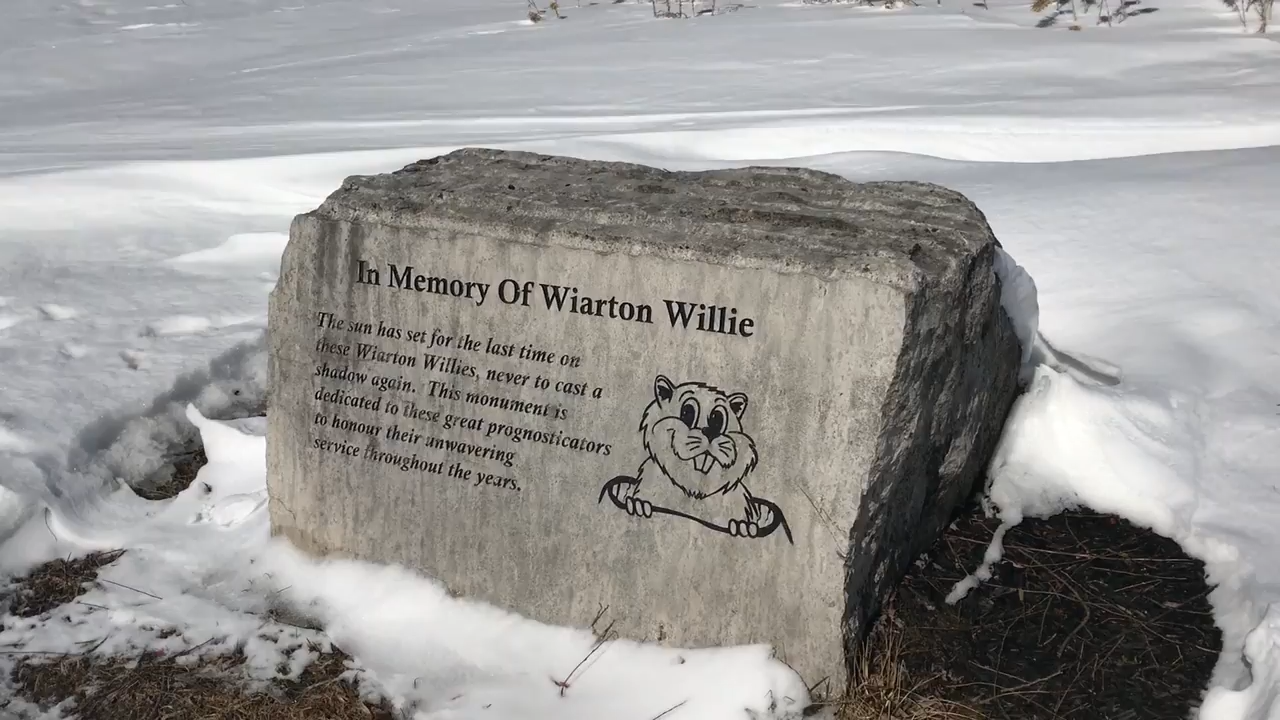 In Memory Of Wiarton Willie
The sun has set for the last time on
these Wiarton Willies, never to cast a
shadow again. This monument is
dedicated to these great prognosticators
to honour their unwavering
service throughout the years.